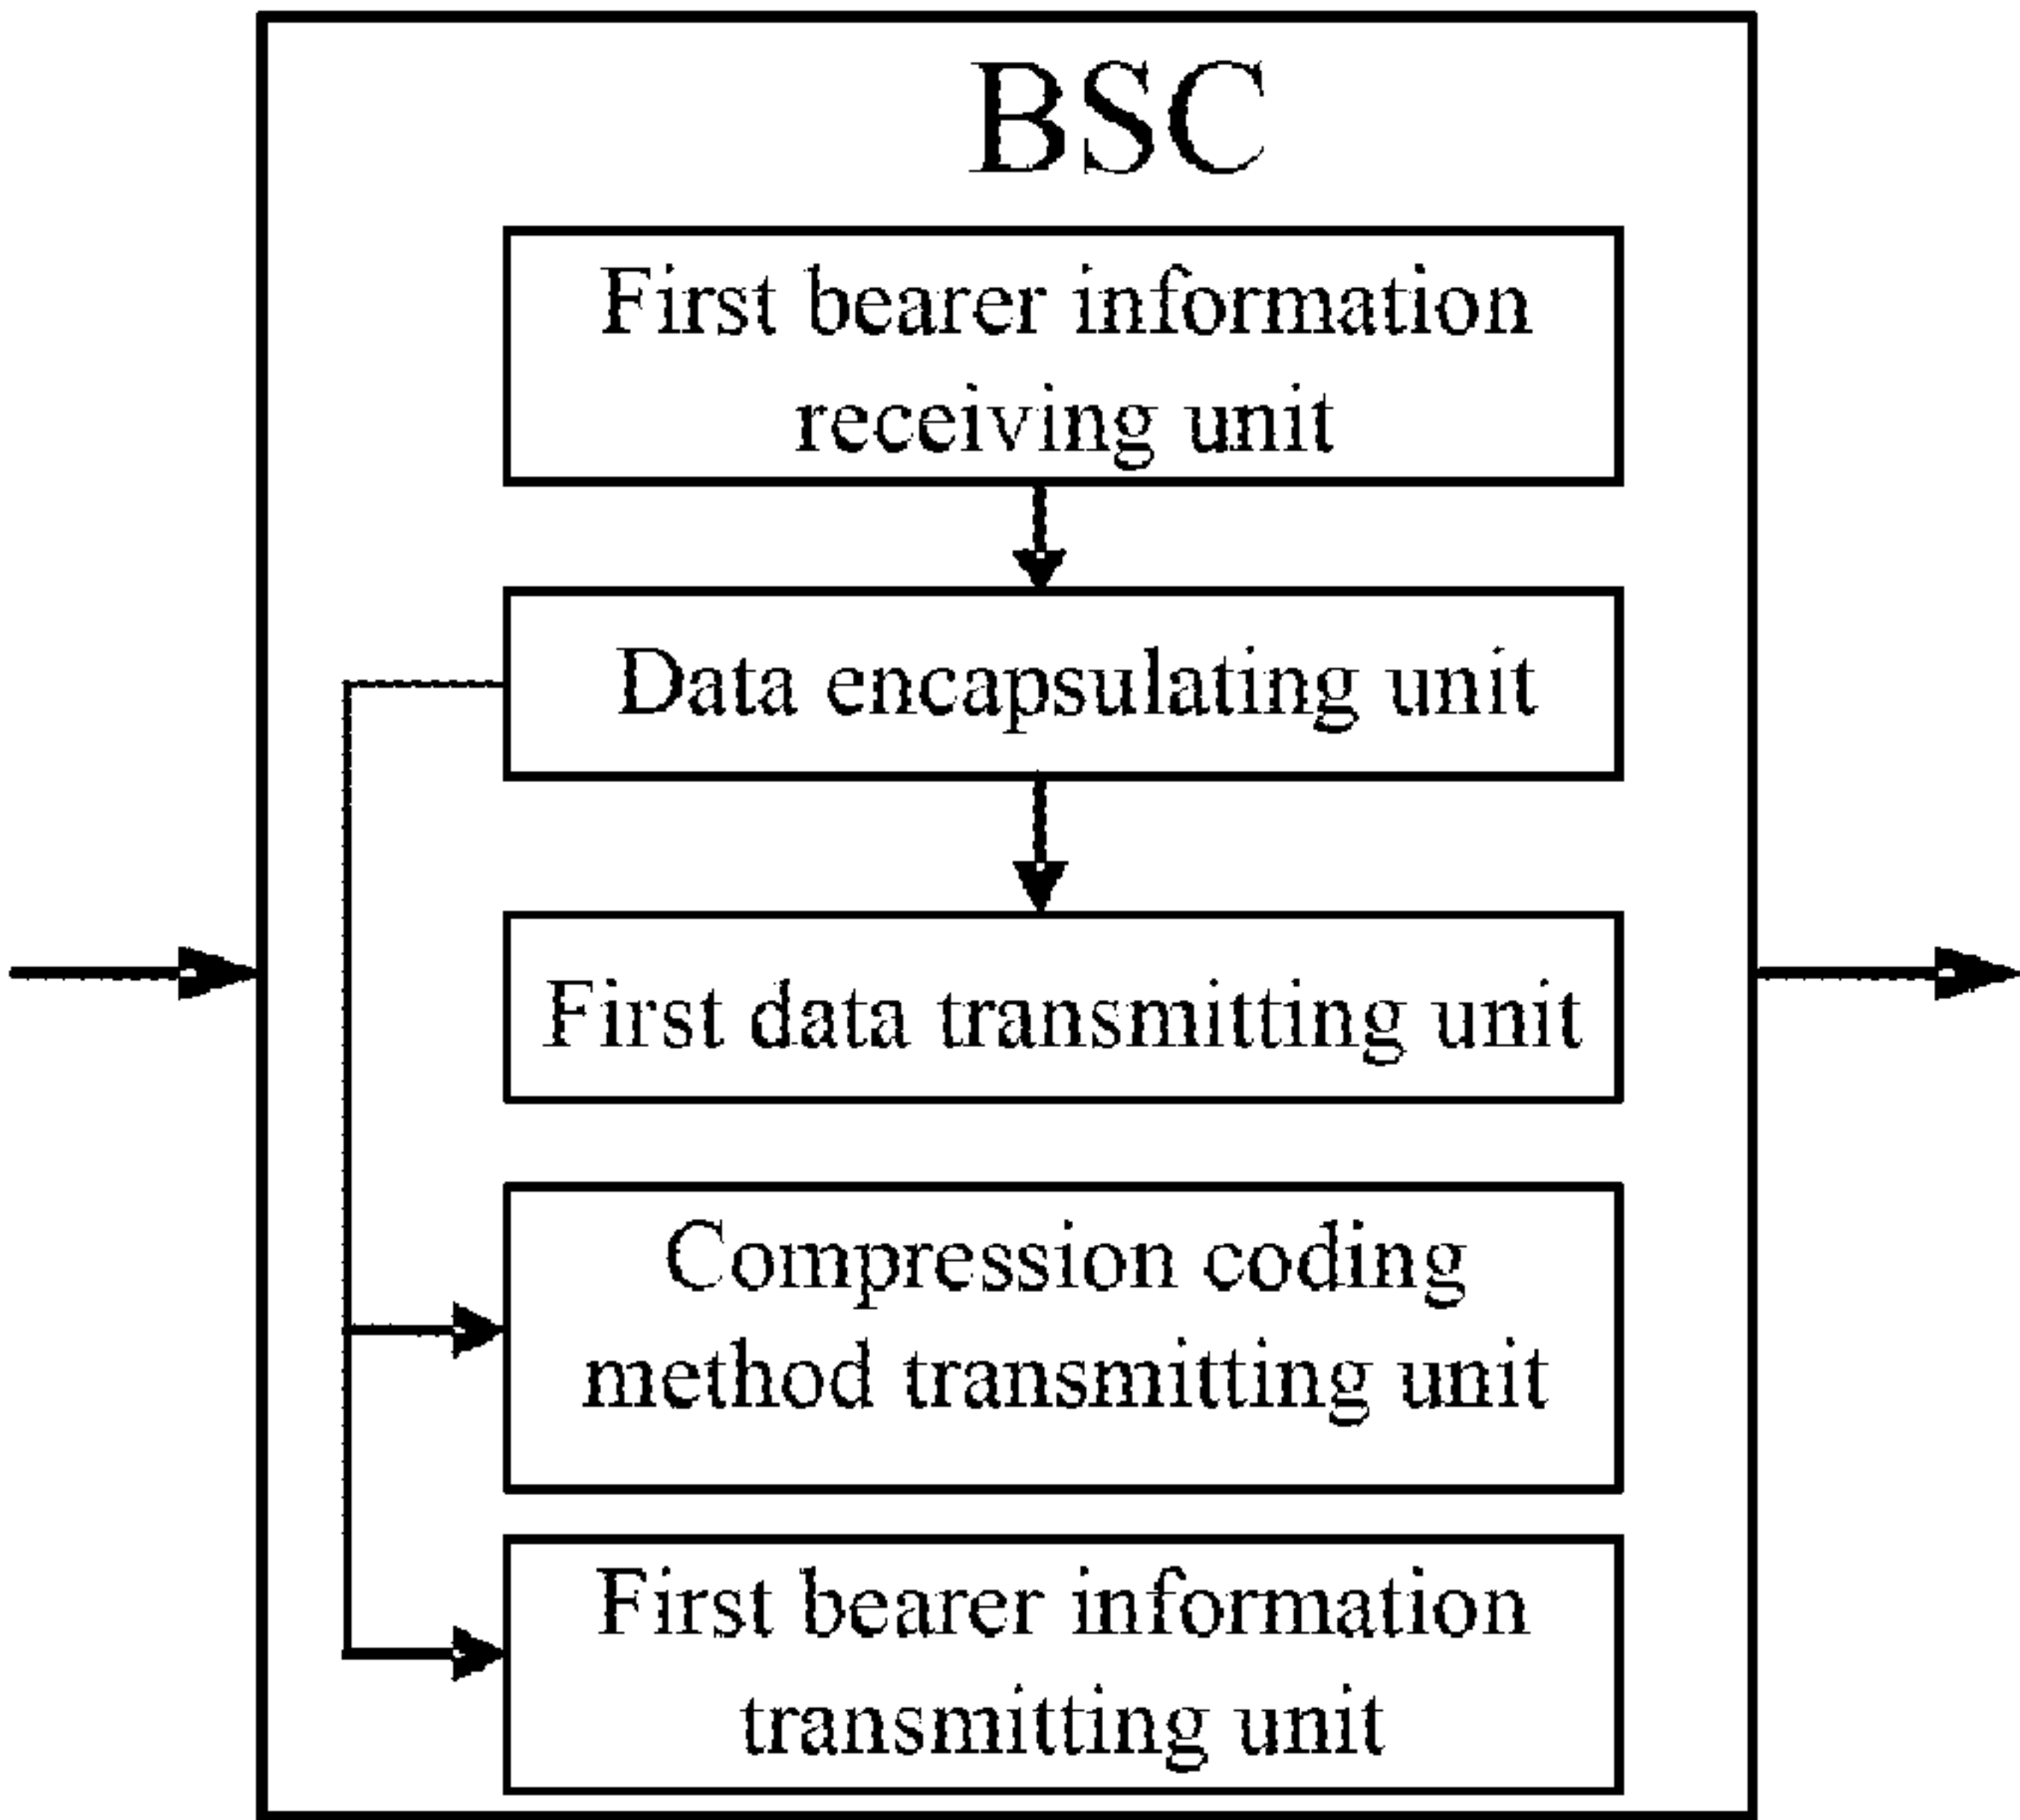 BSC
First bearer information
receiving unit
Data encapsulating unit
First data transmitting unit
Compression coding
method transmitting unit
First bearer information
transmitting unit